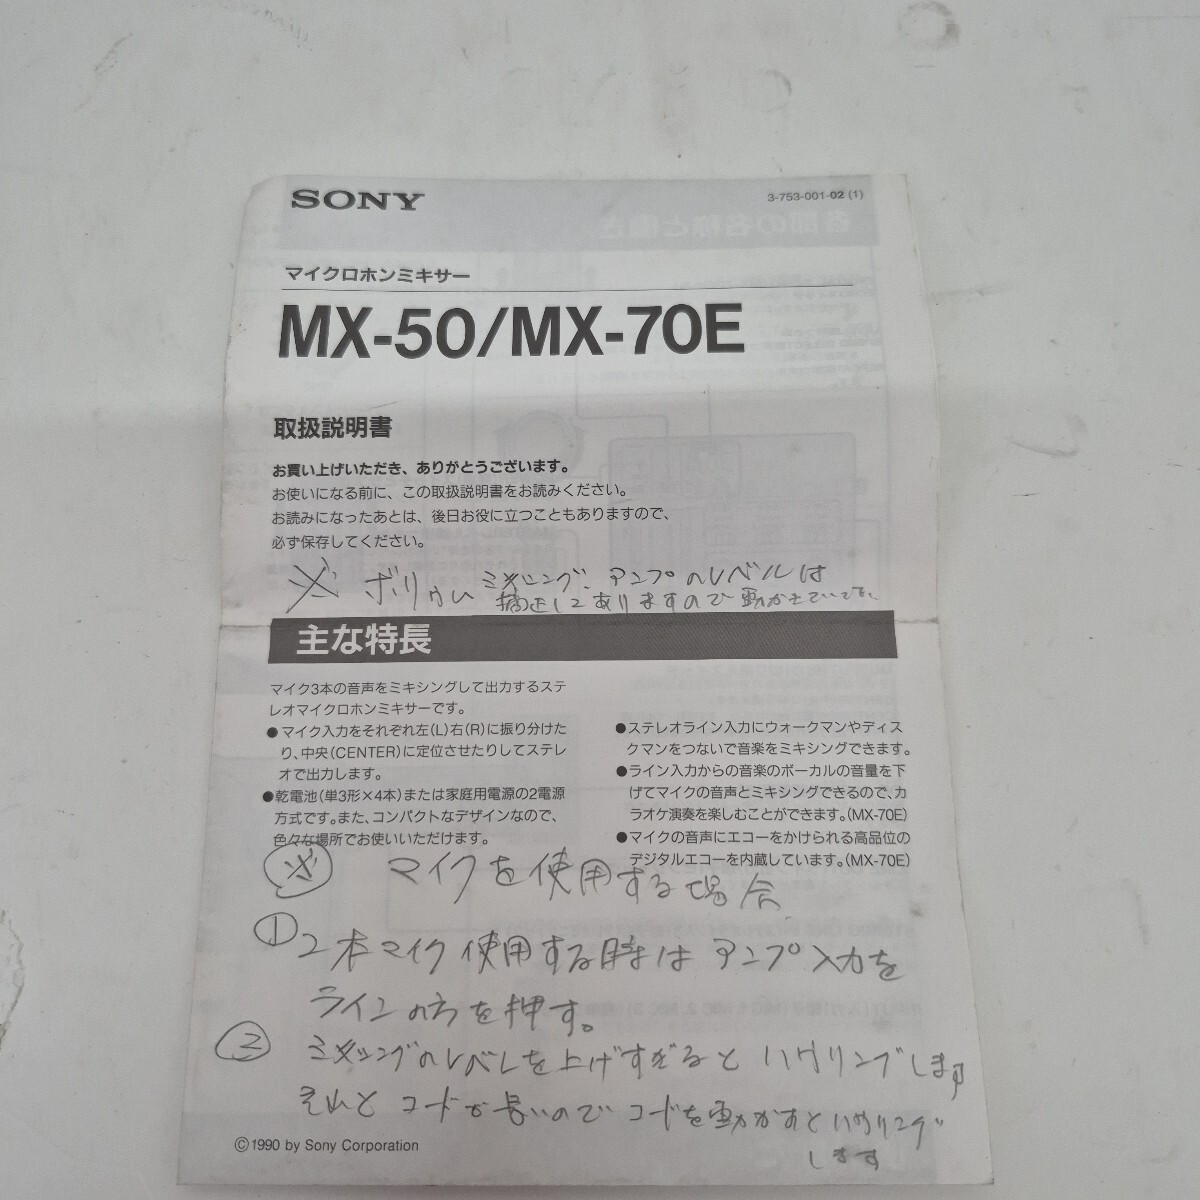 SONY
3-753-001-02 (1)
マイクロホンミキサー
MX-50/MX-70E
取扱説明書
お買い上げいただき、ありがとうございます。
お使いになる前に、この取扱説明書をお読みください。
お読みになったあとは、後日お役に立つこともありますので、
必ず保存してください。
※ ボリウム ミキシング、アンプのレベルは
してありますので動かさないで
主な特長
マイク3本の音声をミキシングして出力するステ
レオマイクロホンミキサーです。
●マイク入力をそれぞれ左(L)右(R)に振り分けた
り、中央(CENTER)に定位させたりしてステレ
オで出力します。
●乾電池(単3形×4本)または家庭用電源の2電源
方式です。また、コンパクトなデザインなので、
色々な場所でお使いいただけます。
●ステレオライン入力にウォークマンやディス
クマンをつないで音楽をミキシングできます。
●ライン入力からの音楽のボーカルの音量を下
げてマイクの音声とミキシングできるので、カ
ラオケ演奏を楽しむことができます。(MX-70E)
●マイクの音声にエコーをかけられる高品位の
デジタルエコーを内蔵しています。(MX-70E)
※ マイクを使用する場合
① 2本マイク使用する時はアンプ入力を
ラインの方を押す。
② ミキシングのレベルを上げすぎるとハウリングします
それとコードが長いのでコードを動かすとハウリング
します
©1990 by Sony Corporation